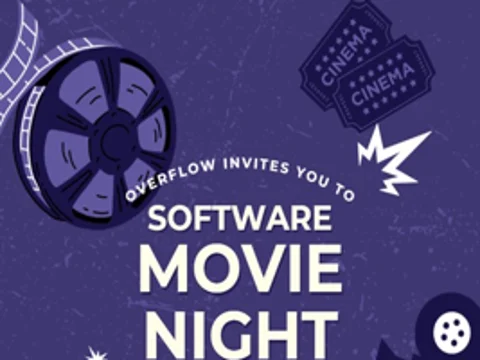 CINEMA
CINEMA
OVERFLOW INVITES YOU TO
SOFTWARE
MOVIE
NIGHT